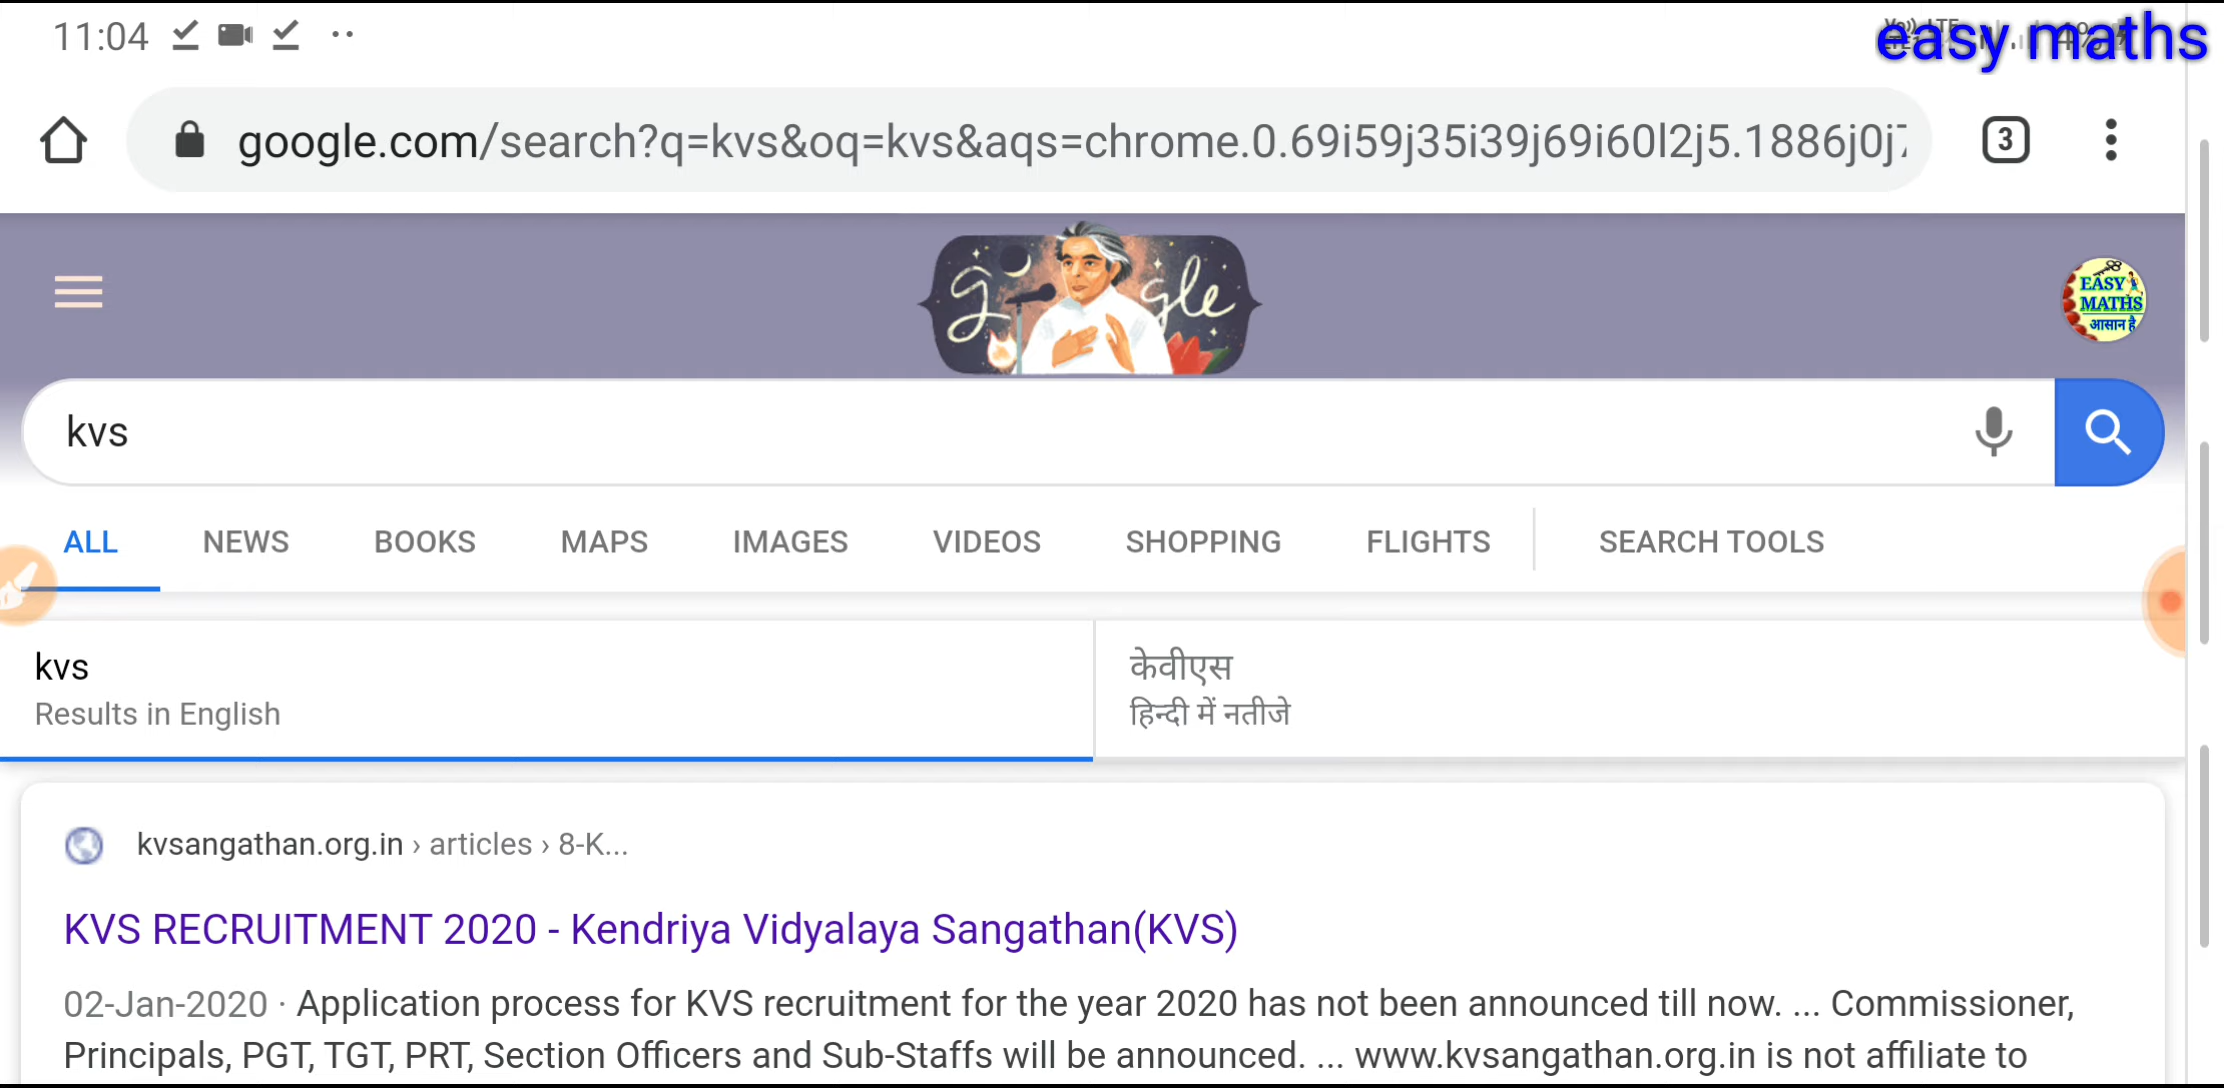 11:04
easy maths
google.com/search?q=kvs&oq=kvs&aqs=chrome.0.69i59j35i39j69i60l2j5.1886j0j7
3
google
EASY
MATHS
आसान है
kvs
ALL NEWS BOOKS MAPS IMAGES VIDEOS SHOPPING FLIGHTS SEARCH TOOLS
kvs
Results in English
केवीएस
हिन्दी में नतीजे
kvsangathan.org.in › articles › 8-K...
KVS RECRUITMENT 2020 - Kendriya Vidyalaya Sangathan(KVS)
02-Jan-2020 · Application process for KVS recruitment for the year 2020 has not been announced till now. ... Commissioner,
Principals, PGT, TGT, PRT, Section Officers and Sub-Staffs will be announced. ... www.kvsangathan.org.in is not affiliate to